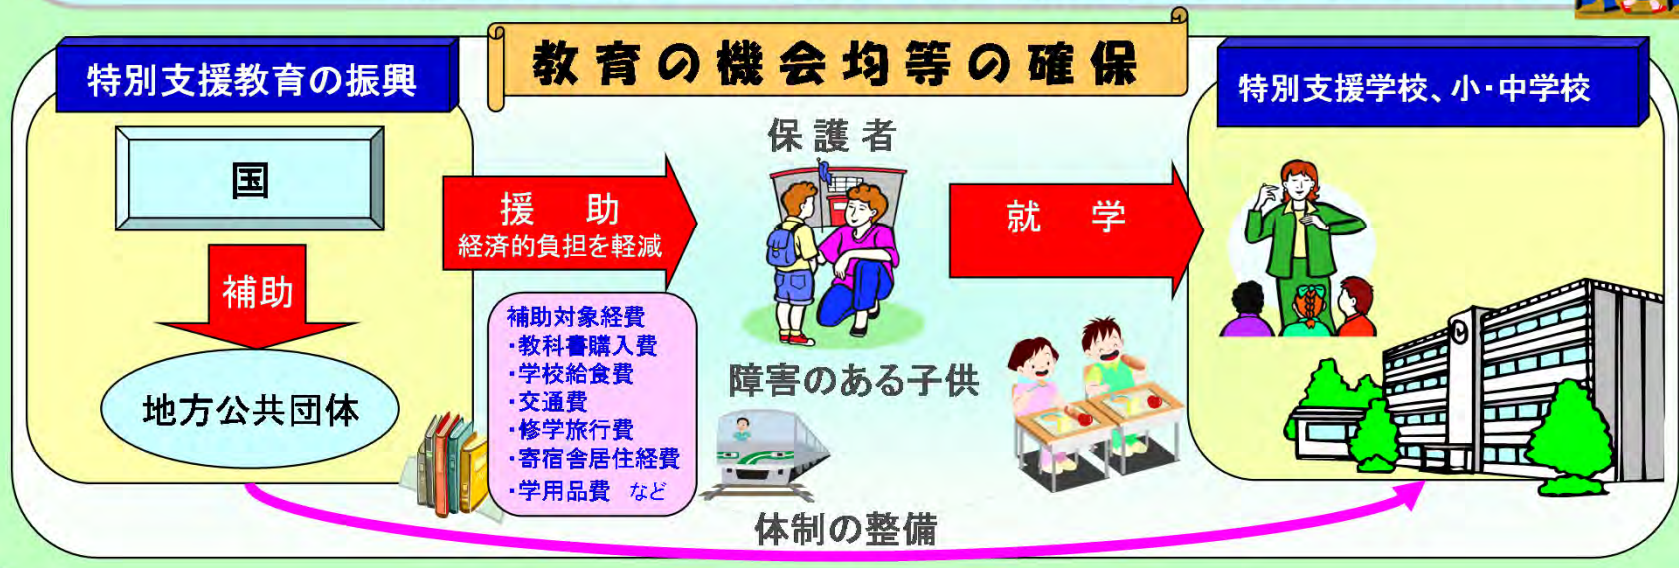 教育の機会均等の確保
特別支援教育の振興
国
補助
地方公共団体
援 助
経済的負担を軽減
補助対象経費
・教科書購入費
・学校給食費
・交通費
・修学旅行費
・寄宿舎居住経費
・学用品費 など
保護者
障害のある子供
体制の整備
就 学
特別支援学校、小・中学校